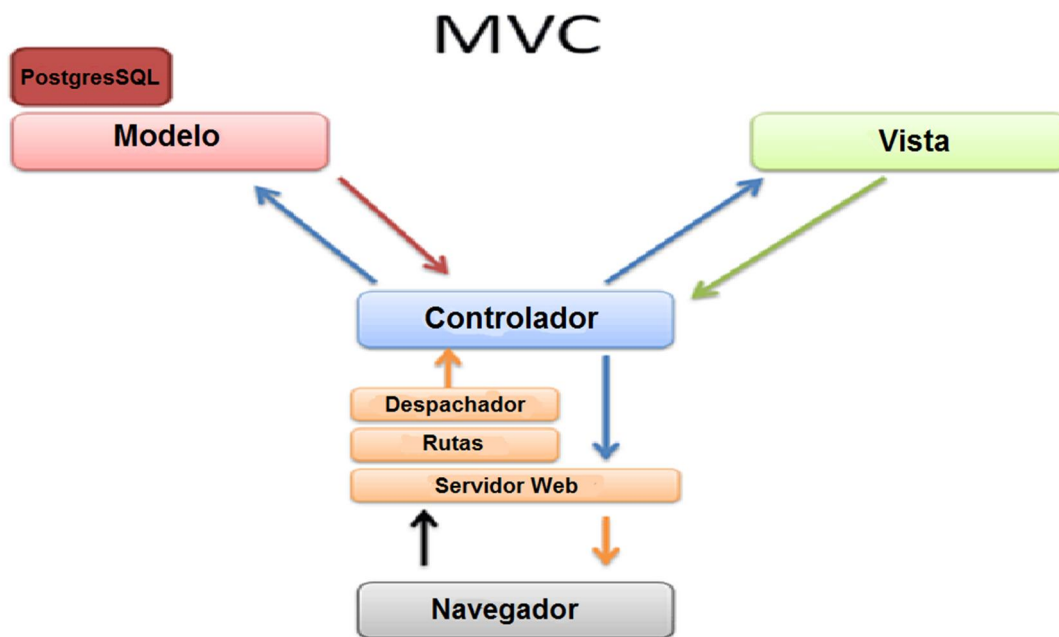 MVC
PostgresSQL
Modelo
Vista
Controlador
Despachador
Rutas
Servidor Web
Navegador